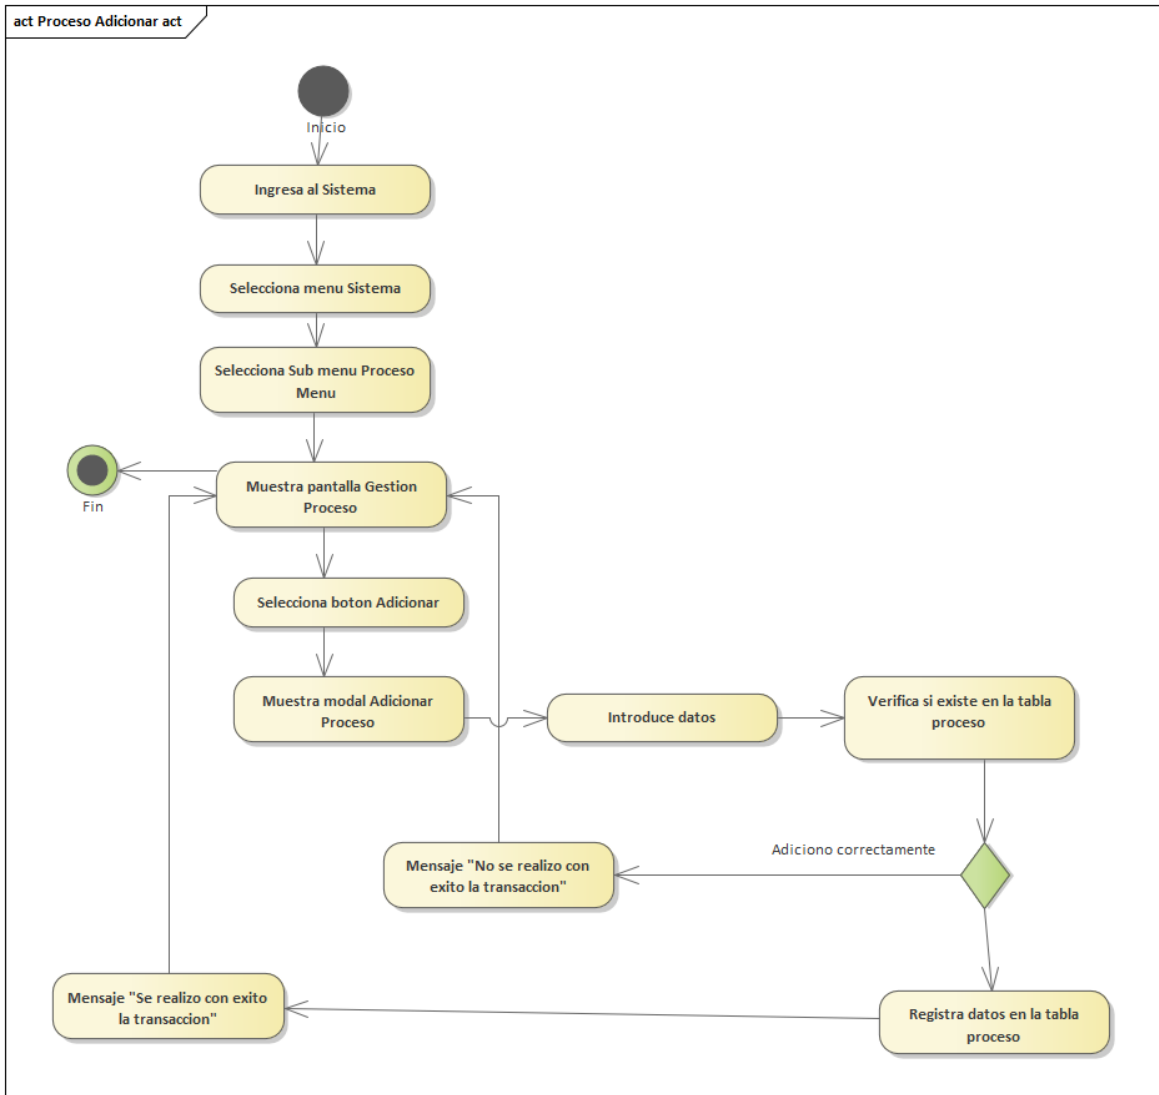 act Proceso Adicionar act
Inicio
Ingresa al Sistema
Selecciona menu Sistema
Selecciona Sub menu Proceso
Menu
Muestra pantalla Gestion
Proceso
Fin
Selecciona boton Adicionar
Muestra modal Adicionar
Proceso
Introduce datos
Verifica si existe en la tabla
proceso
Adiciono correctamente
Mensaje "No se realizo con
exito la transaccion"
Mensaje "Se realizo con exito
la transaccion"
Registra datos en la tabla
proceso